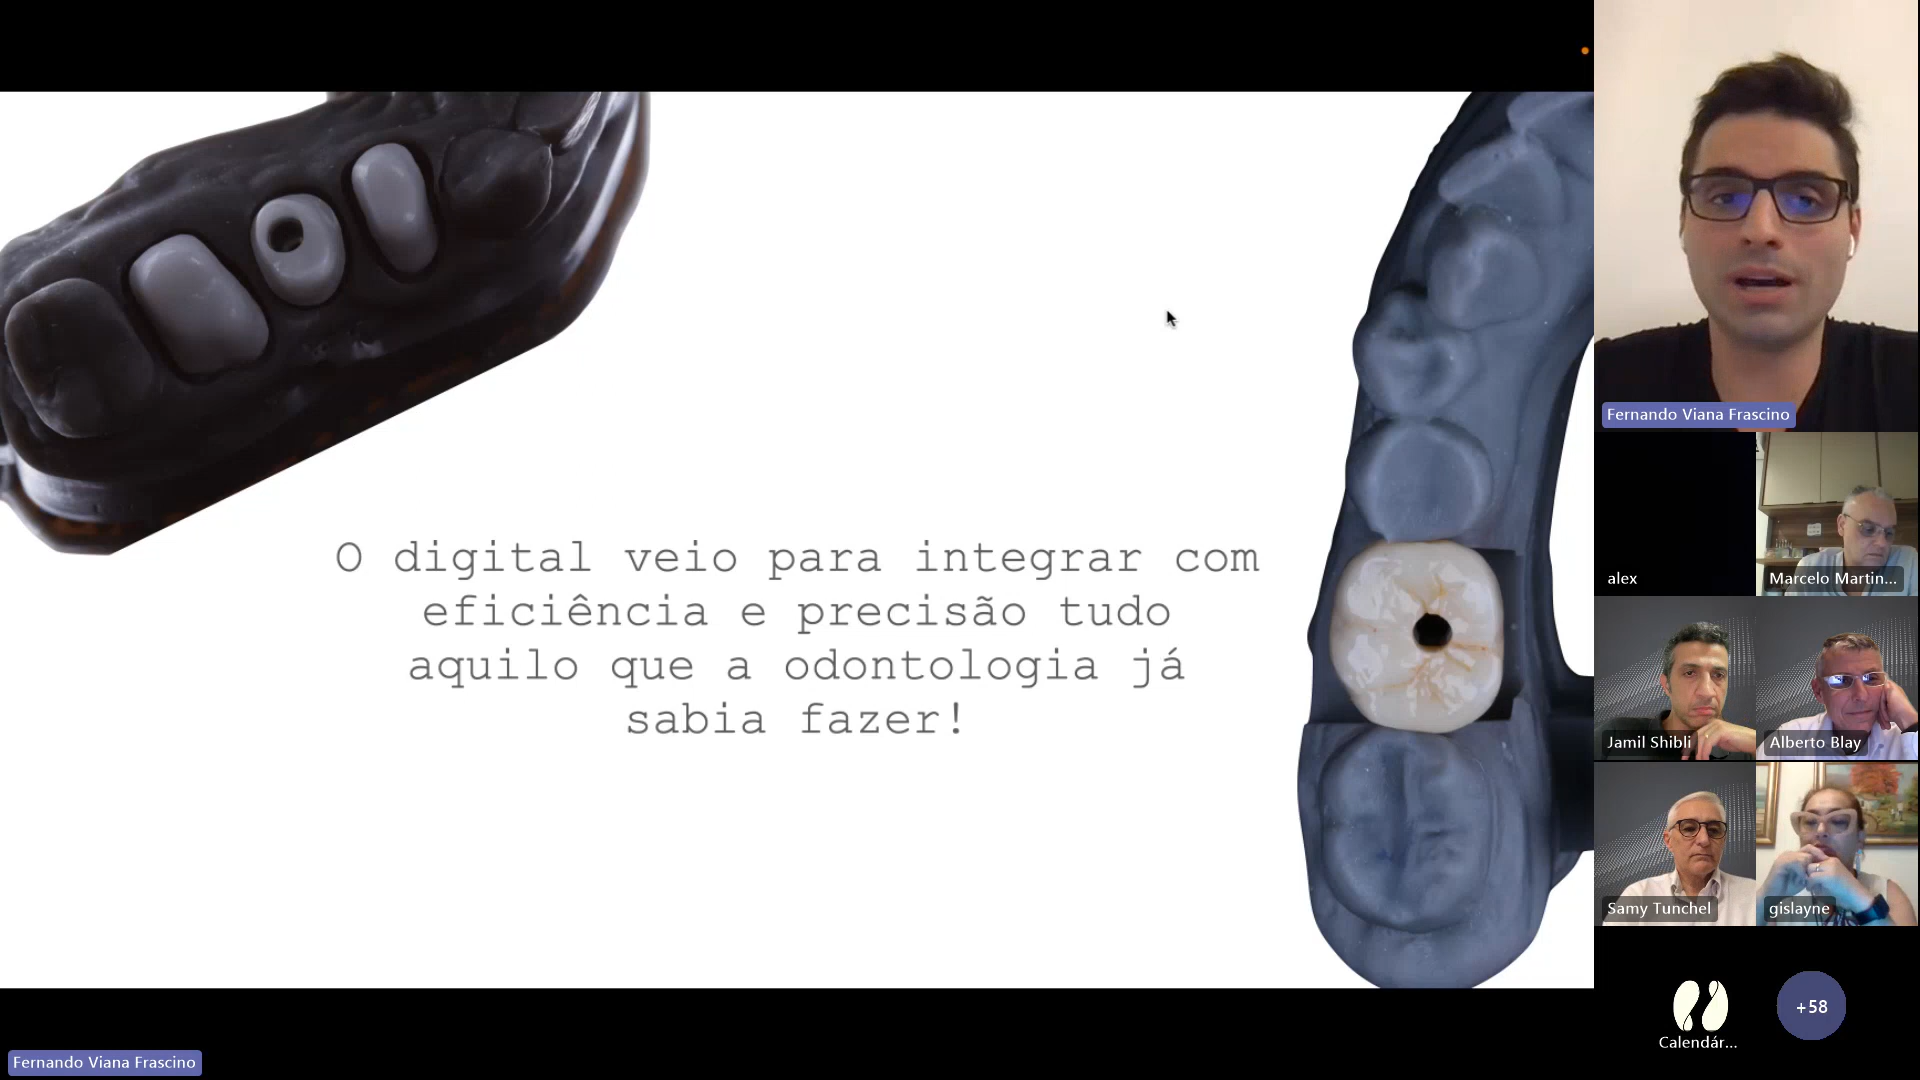 O digital veio para integrar com
eficiência e precisão tudo
aquilo que a odontologia já
sabia fazer!
Fernando Viana Frascino
alex
Marcelo Martin...
Jamil Shibli
Alberto Blay
Samy Tunchel
gislayne
Calendár...
+58
Fernando Viana Frascino